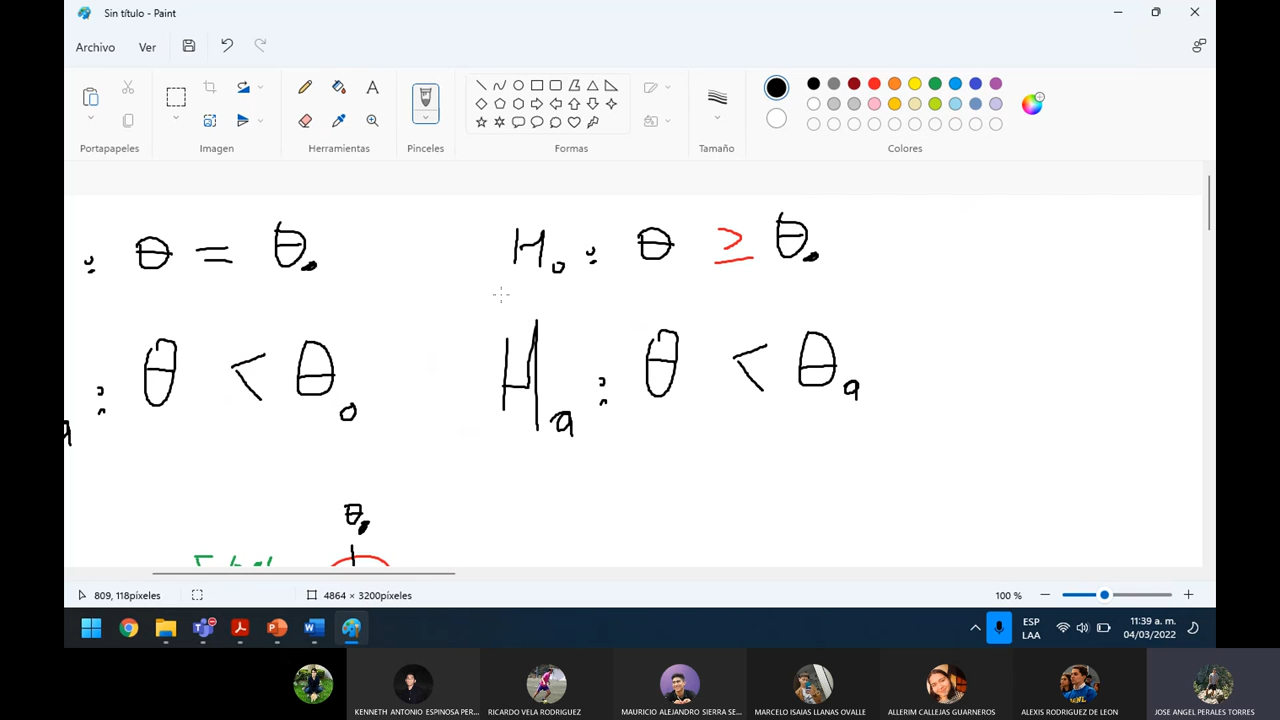 Sin título - Paint
Archivo Ver
Portapapeles Imagen Herramientas Pinceles Formas Tamaño Colores
: θ = θ₀ H₀ : θ ≥ θ₀
a : θ < θ₀ Hₐ : θ < θₐ
θ₀
809, 118píxeles 4864 × 3200píxeles 100 %
ESP
LAA
11:39 a. m.
04/03/2022
KENNETH ANTONIO ESPINOSA PER...
RICARDO VELA RODRIGUEZ
MAURICIO ALEJANDRO SIERRA SE...
MARCELO ISAIAS LLANAS OVALLE
ALLERIM CALLEJAS GUARNEROS
ALEXIS RODRIGUEZ DE LEON
JOSE ANGEL PERALES TORRES